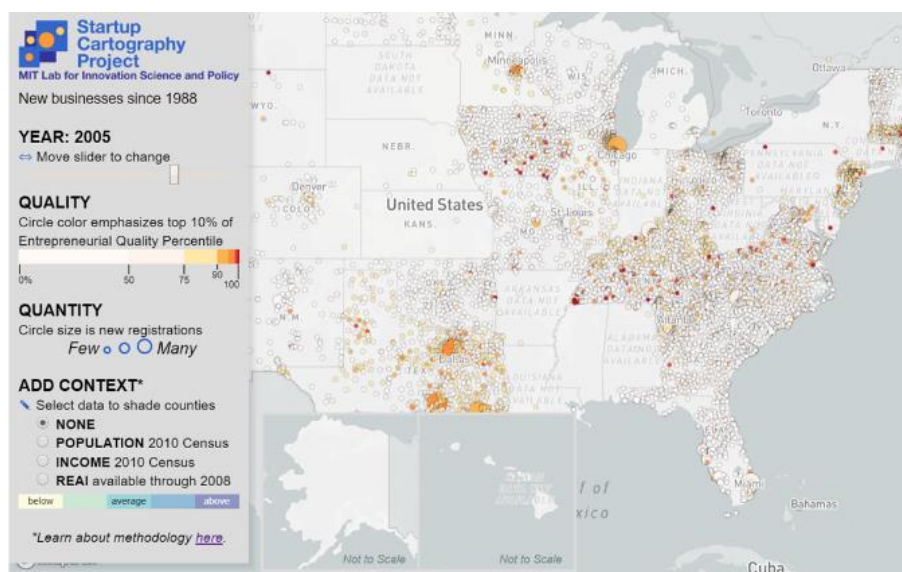 Startup
Cartography
Project
MIT Lab for Innovation Science and Policy
New businesses since 1988
YEAR: 2005
⇔ Move slider to change
QUALITY
Circle color emphasizes top 10% of
Entrepreneurial Quality Percentile
0% 50 75 90 100
QUANTITY
Circle size is new registrations
Few Many
ADD CONTEXT*
Select data to shade counties
NONE
POPULATION 2010 Census
INCOME 2010 Census
REAI available through 2008
below average above
*Learn about methodology here.
MINN.
SOUTH
DAKOTA
DATA NOT
AVAILABLE
Minneapolis
WIS.
MICH.
Ottawa
Toronto
N.Y.
WYO.
NEBR.
Chicago
Denver
COLO.
United States
KANS.
ILL.
INDIANA
St. Louis
MO.
PENNSYLVANIA
DATA NOT
AVAILABLE
MARYLAND
VIRGINIA
N.M.
ARKANSAS
DATA NOT
AVAILABLE
TENN.
Atlanta
ALABAMA
DATA NOT
AVAILABLE
Dallas
TEX.
LOUISIANA
DATA NOT
AVAILABLE
Miami
Bahamas
f of
xico
Not to Scale
Not to Scale
Cuba